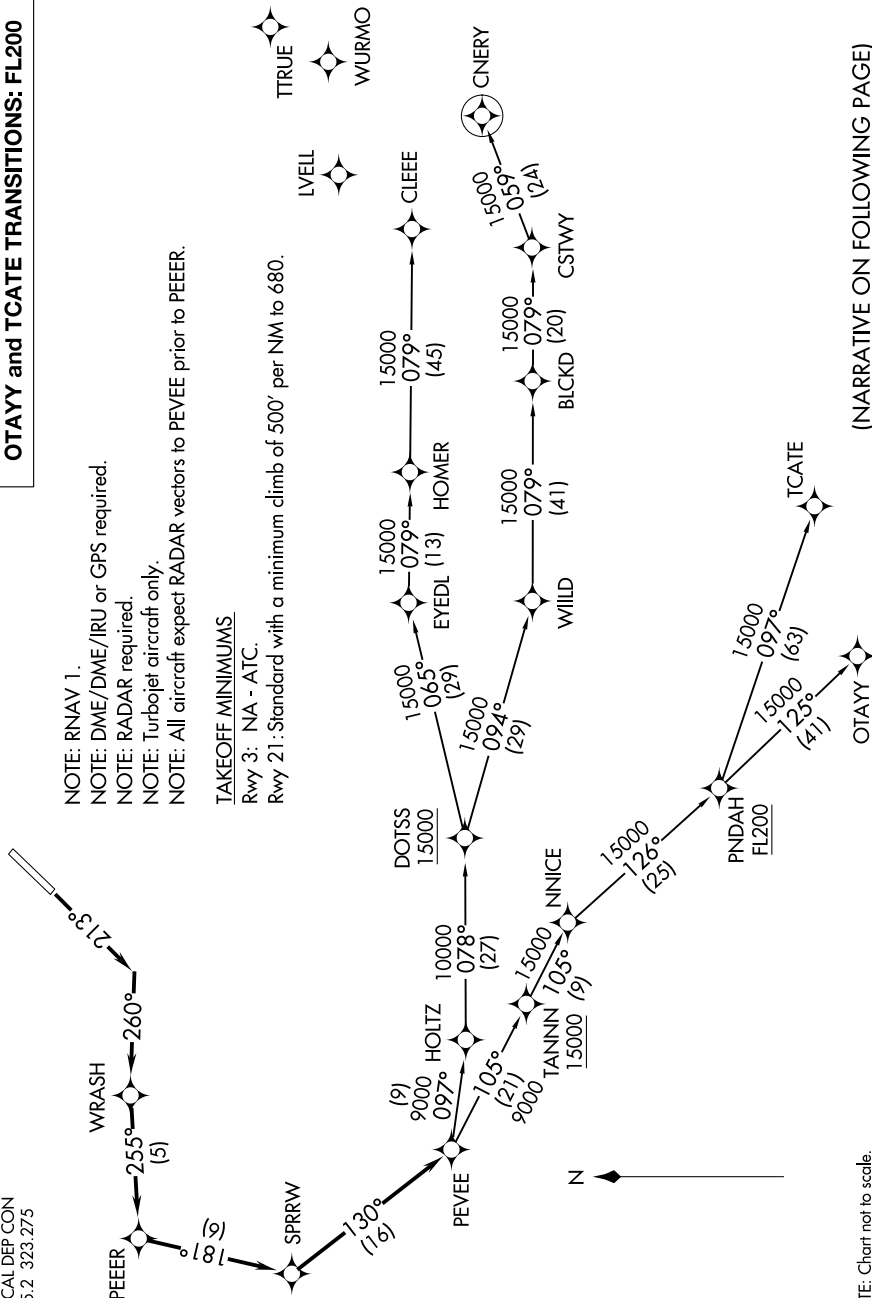 OTAYY and TCATE TRANSITIONS: FL200
CAL DEP CON
323.275
NOTE: RNAV 1.
NOTE: DME/DME/IRU or GPS required.
NOTE: RADAR required.
NOTE: Turbojet aircraft only.
NOTE: All aircraft expect RADAR vectors to PEVEE prior to PEEER.
TAKEOFF MINIMUMS
Rwy 3: NA - ATC.
Rwy 21: Standard with a minimum climb of 500' per NM to 680.
TTRUE
WURMO
LVELL
213°
260°
WRASH
255°
(5)
PEEER
181°
(6)
SPRRW
130°
(16)
PEVEE
(9)
9000
097°
HOLTZ
10000
078°
(27)
DOTSS
15000
15000
065°
(29)
EYEDL
15000
079°
(13)
HOMER
15000
079°
(45)
CLEEE
15000
094°
(29)
WIILD
15000
079°
(41)
BLCKD
15000
079°
(20)
CSTWY
15000
059°
(24)
CNERY
105°
(21)
9000
TANNN
15000
15000
105°
(9)
NNICE
15000
126°
(25)
PNDAH
FL200
15000
097°
(63)
TCATE
15000
125°
(41)
OTAYY
N
(NARRATIVE ON FOLLOWING PAGE)
TE: Chart not to scale.